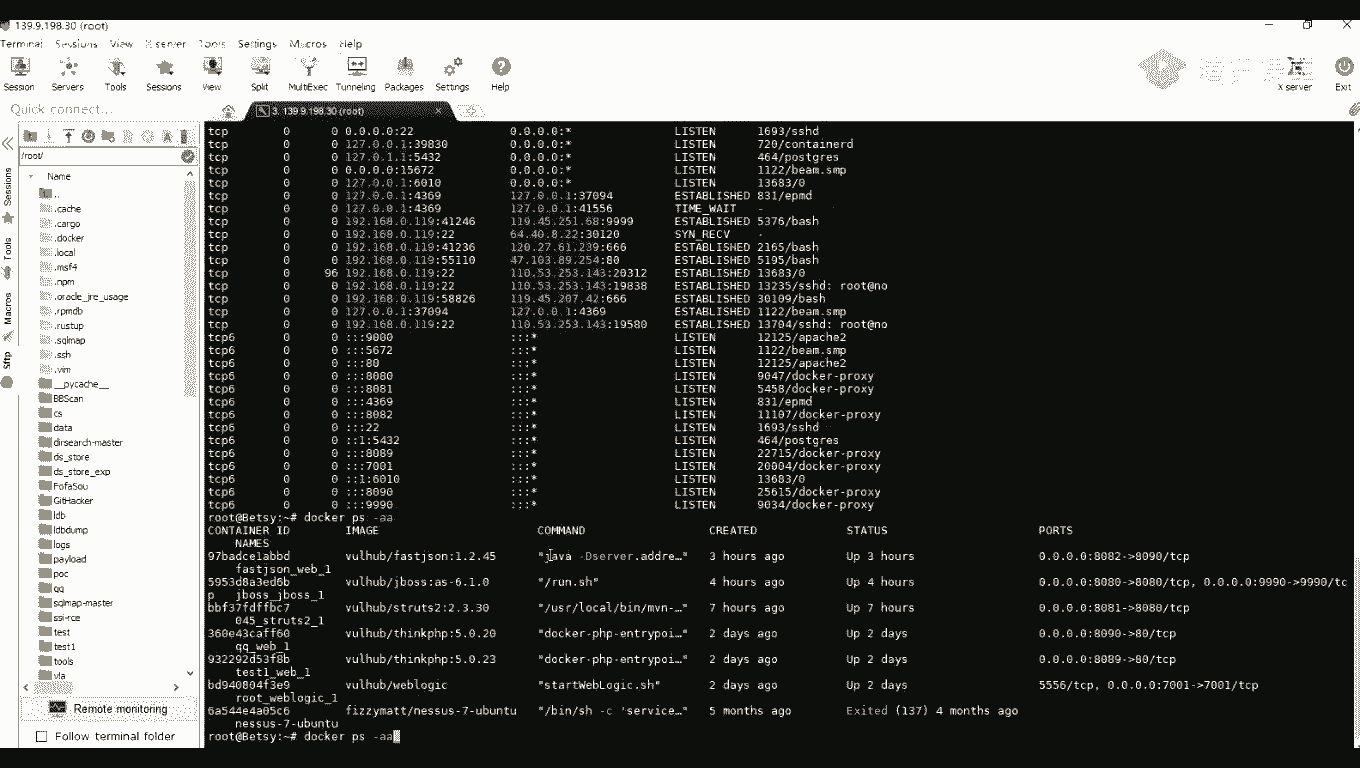 139.9.198.30 (root)
Terminal Sessions View X server Tools Settings Macros Help
Session Servers Tools Sessions View Split MultiExec Tunneling Packages Settings Help X server Exit
Quick connect...
3. 139.9.198.30 (root)
/root/
Name
..
.cache
.cargo
.docker
.local
.msf4
.npm
.oracle_jre_usage
.rpmdb
.rustup
.sqlmap
.ssh
.vim
__pycache__
BBScan
cs
data
dirsearch-master
ds_store
ds_store_exp
FofaSou
GitHacker
ldb
ldbdump
logs
payload
poc
qq
sqlmap-master
ssi-rce
test
test1
tools
Remote monitoring
Follow terminal folder
Sessions
Tools
Macros
Sftp
tcp 0 0 0.0.0.0:22 0.0.0.0:* LISTEN 1693/sshd
tcp 0 0 127.0.0.1:39830 0.0.0.0:* LISTEN 720/containerd
tcp 0 0 127.0.0.1:5432 0.0.0.0:* LISTEN 464/postgres
tcp 0 0 0.0.0.0:15672 0.0.0.0:* LISTEN 1122/beam.smp
tcp 0 0 127.0.0.1:6010 0.0.0.0:* LISTEN 13683/0
tcp 0 0 127.0.0.1:4369 127.0.0.1:37094 ESTABLISHED 831/epmd
tcp 0 0 127.0.0.1:4369 127.0.0.1:41556 TIME_WAIT -
tcp 0 0 192.168.0.119:41246 119.45.251.68:9999 ESTABLISHED 5376/bash
tcp 0 0 192.168.0.119:22 64.40.8.22:30120 SYN_RECV -
tcp 0 0 192.168.0.119:41236 120.27.61.239:666 ESTABLISHED 2165/bash
tcp 0 0 192.168.0.119:55110 47.103.89.254:80 ESTABLISHED 5195/bash
tcp 0 96 192.168.0.119:22 110.53.253.143:20312 ESTABLISHED 13683/0
tcp 0 0 192.168.0.119:22 110.53.253.143:19838 ESTABLISHED 13235/sshd: root@no
tcp 0 0 192.168.0.119:58826 119.45.207.42:666 ESTABLISHED 30109/bash
tcp 0 0 127.0.0.1:37094 127.0.0.1:4369 ESTABLISHED 1122/beam.smp
tcp 0 0 192.168.0.119:22 110.53.253.143:19580 ESTABLISHED 13704/sshd: root@no
tcp6 0 0 :::9000 :::* LISTEN 12125/apache2
tcp6 0 0 :::5672 :::* LISTEN 1122/beam.smp
tcp6 0 0 :::80 :::* LISTEN 12125/apache2
tcp6 0 0 :::8080 :::* LISTEN 9047/docker-proxy
tcp6 0 0 :::8081 :::* LISTEN 5458/docker-proxy
tcp6 0 0 :::4369 :::* LISTEN 831/epmd
tcp6 0 0 :::8082 :::* LISTEN 11107/docker-proxy
tcp6 0 0 :::22 :::* LISTEN 1693/sshd
tcp6 0 0 ::1:5432 :::* LISTEN 464/postgres
tcp6 0 0 :::8089 :::* LISTEN 22715/docker-proxy
tcp6 0 0 :::7001 :::* LISTEN 20004/docker-proxy
tcp6 0 0 ::1:6010 :::* LISTEN 13683/0
tcp6 0 0 :::8090 :::* LISTEN 25615/docker-proxy
tcp6 0 0 :::9990 :::* LISTEN 9034/docker-proxy
root@Betsy:~# docker ps -aa
CONTAINER ID IMAGE COMMAND CREATED STATUS PORTS
NAMES
97badce1abbd vulhub/fastjson:1.2.45 "java -Dserver.addre…" 3 hours ago Up 3 hours 0.0.0.0:8082->8090/tcp
fastjson_web_1
5953d8a3ed6b vulhub/jboss:as-6.1.0 "/run.sh" 4 hours ago Up 4 hours 0.0.0.0:8080->8080/tcp, 0.0.0.0:9990->9990/tc
p jboss_jboss_1
bbf37fdffbc7 vulhub/struts2:2.3.30 "/usr/local/bin/mvn-…" 7 hours ago Up 7 hours 0.0.0.0:8081->8080/tcp
045_struts2_1
360e43caff60 vulhub/thinkphp:5.0.20 "docker-php-entrypoi…" 2 days ago Up 2 days 0.0.0.0:8090->80/tcp
qq_web_1
932292d53f8b vulhub/thinkphp:5.0.23 "docker-php-entrypoi…" 2 days ago Up 2 days 0.0.0.0:8089->80/tcp
test1_web_1
bd940804f3e9 vulhub/weblogic "startWebLogic.sh" 2 days ago Up 2 days 5556/tcp, 0.0.0.0:7001->7001/tcp
root_weblogic_1
6a544e4a05c6 fizzymatt/nessus-7-ubuntu "/bin/sh -c 'service…" 5 months ago Exited (137) 4 months ago
nessus-7-ubuntu
root@Betsy:~# docker ps -aa